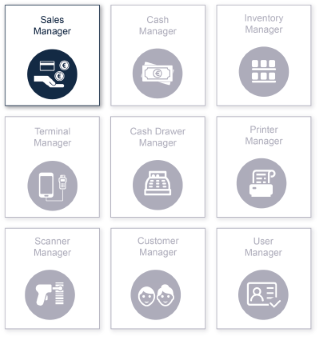 Sales
Manager
Cash
Manager
Inventory
Manager
Terminal
Manager
Cash Drawer
Manager
Printer
Manager
Scanner
Manager
Customer
Manager
User
Manager